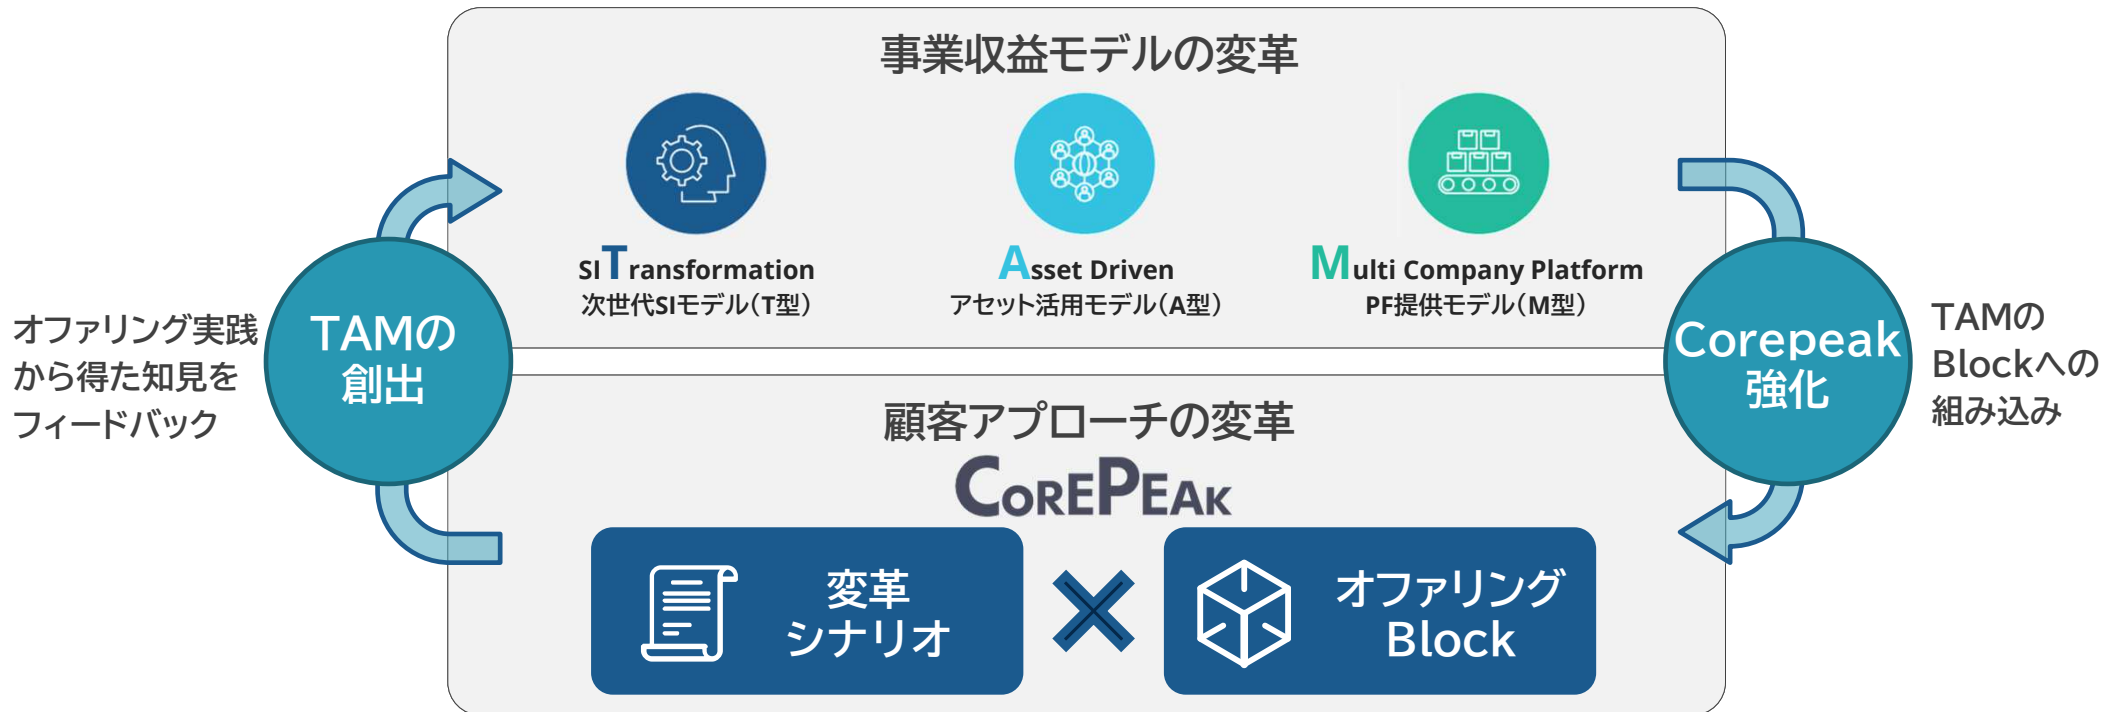 事業収益モデルの変革
SI Transformation
次世代SIモデル（T型）
Asset Driven
アセット活用モデル（A型）
Multi Company Platform
PF提供モデル（M型）
オファリング実践
から得た知見を
フィードバック
TAMの
創出
Corepeak
強化
TAMの
Blockへの
組み込み
顧客アプローチの変革
COREPEAK
変革
シナリオ
オファリング
Block